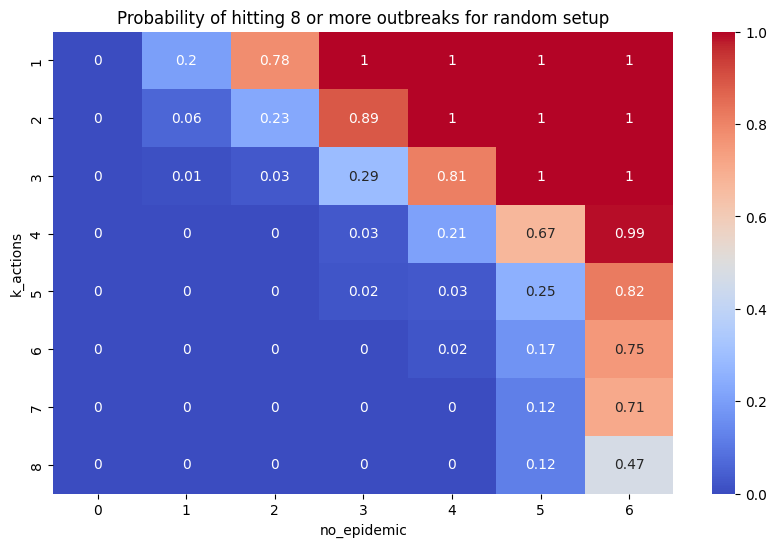 Probability of hitting 8 or more outbreaks for random setup
1 0 0.2 0.78 1 1 1 1
2 0 0.06 0.23 0.89 1 1 1
3 0 0.01 0.03 0.29 0.81 1 1
4 0 0 0 0.03 0.21 0.67 0.99
5 0 0 0 0.02 0.03 0.25 0.82
6 0 0 0 0 0.02 0.17 0.75
7 0 0 0 0 0 0.12 0.71
8 0 0 0 0 0 0.12 0.47
0 1 2 3 4 5 6
no_epidemic
k_actions
1.0
0.8
0.6
0.4
0.2
0.0